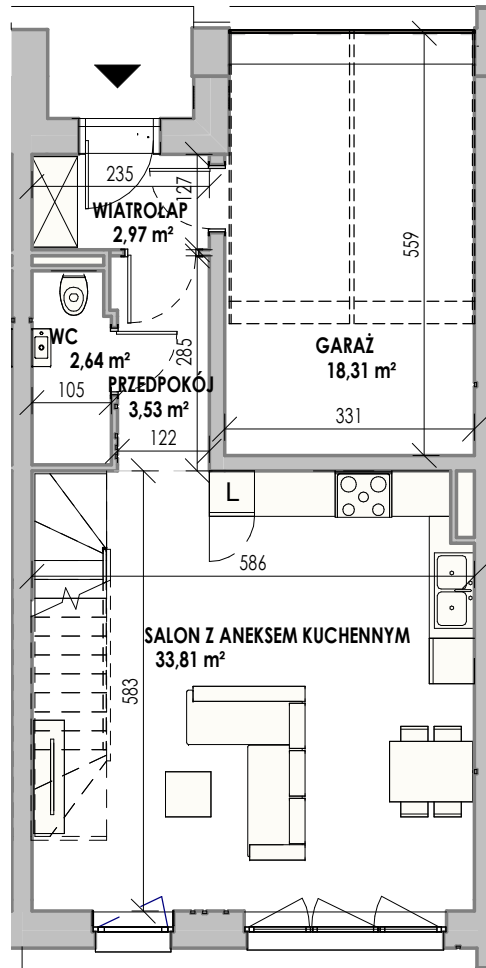 235
127
WIATROŁAP
2,97 m²
559
WC
2,64 m²
285
GARAŻ
18,31 m²
PRZEDPOKÓJ
3,53 m²
105
331
122
L
586
SALON Z ANEKSEM KUCHENNYM
33,81 m²
583